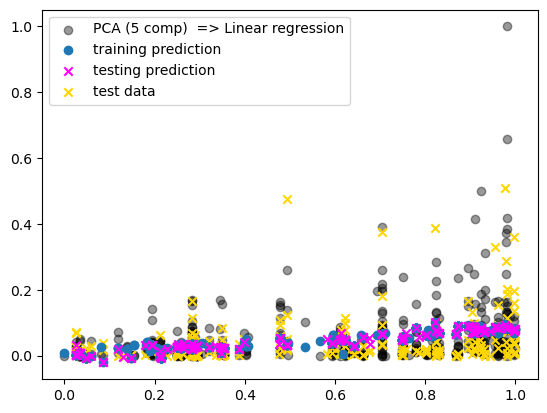 PCA (5 comp)  => Linear regression
training prediction
testing prediction
test data
1.0
0.8
0.6
0.4
0.2
0.0
0.0 0.2 0.4 0.6 0.8 1.0